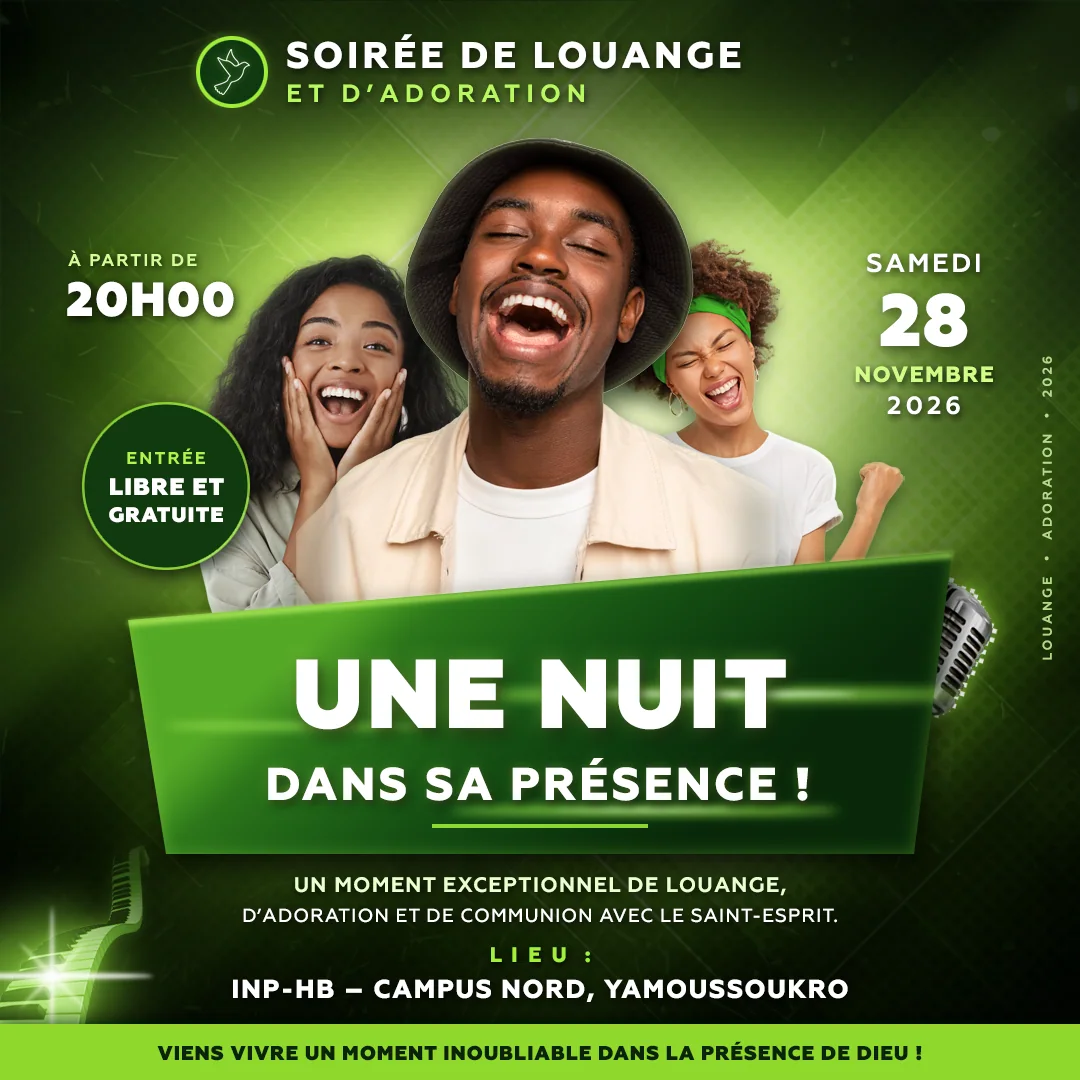 SOIRÉE DE LOUANGE
ET D’ADORATION
À PARTIR DE
20H00
SAMEDI
28
NOVEMBRE
2026
ENTRÉE
LIBRE ET
GRATUITE
LOUANGE • ADORATION • 2026
UNE NUIT
DANS SA PRÉSENCE !
UN MOMENT EXCEPTIONNEL DE LOUANGE,
D’ADORATION ET DE COMMUNION AVEC LE SAINT-ESPRIT.
LIEU :
INP-HB – CAMPUS NORD, YAMOUSSOUKRO
VIENS VIVRE UN MOMENT INOUBLIABLE DANS LA PRÉSENCE DE DIEU !